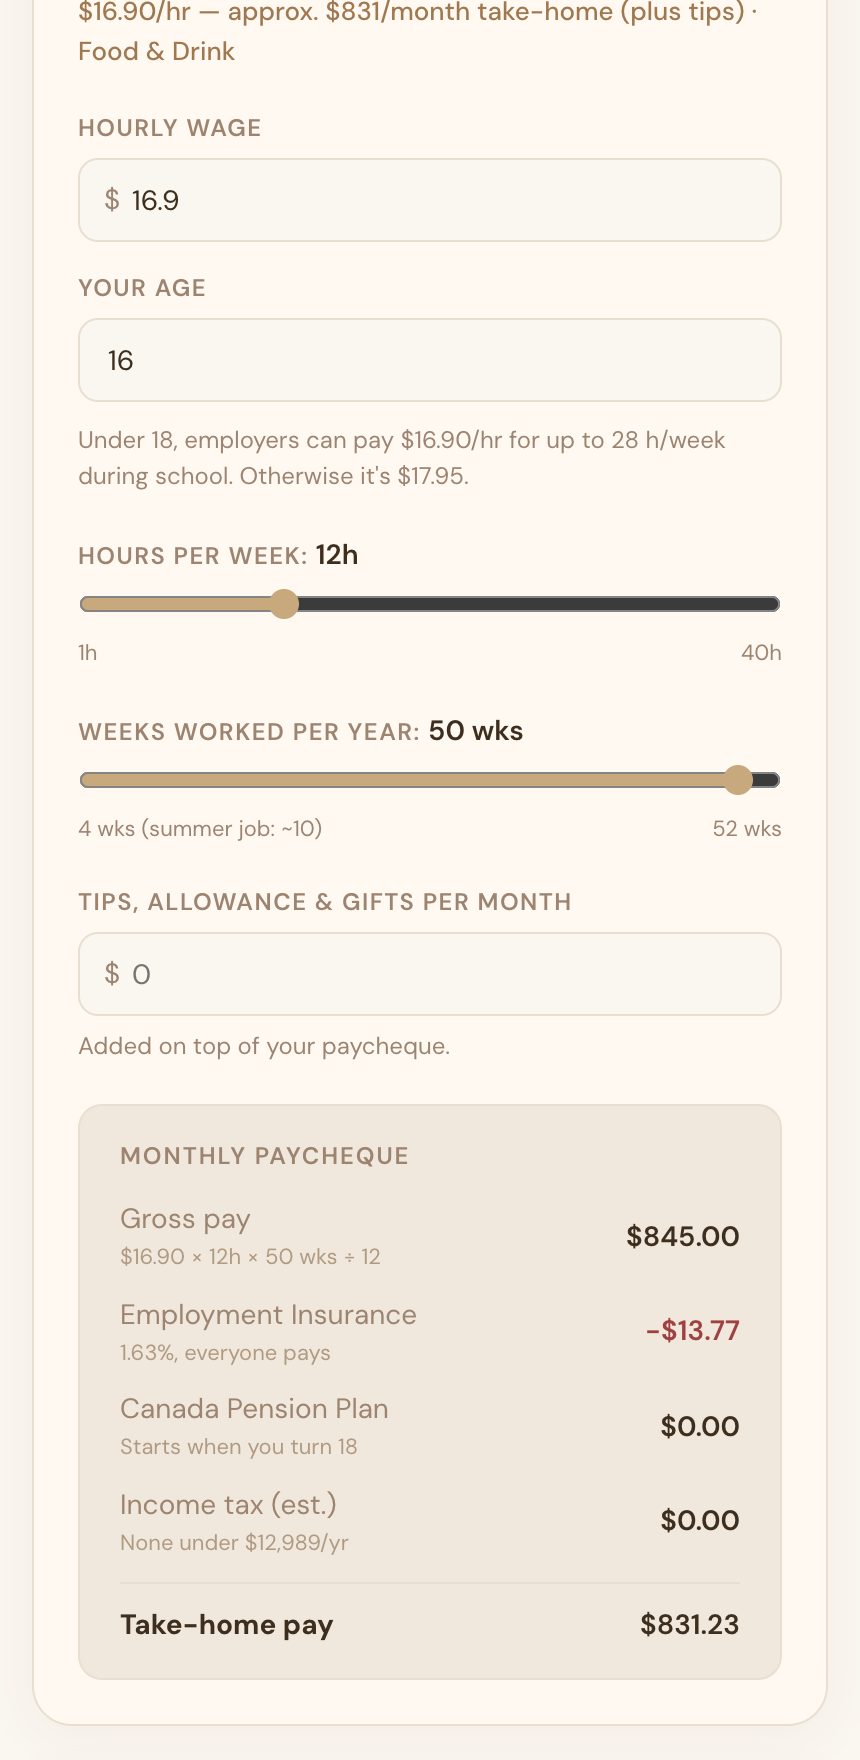 $16.90/hr — approx. $831/month take-home (plus tips) ·
Food & Drink
HOURLY WAGE
$ 16.9
YOUR AGE
16
Under 18, employers can pay $16.90/hr for up to 28 h/week
during school. Otherwise it's $17.95.
HOURS PER WEEK: 12h
1h 40h
WEEKS WORKED PER YEAR: 50 wks
4 wks (summer job: ~10) 52 wks
TIPS, ALLOWANCE & GIFTS PER MONTH
$ 0
Added on top of your paycheque.
MONTHLY PAYCHEQUE
Gross pay $845.00
$16.90 × 12h × 50 wks ÷ 12
Employment Insurance −$13.77
1.63%, everyone pays
Canada Pension Plan $0.00
Starts when you turn 18
Income tax (est.) $0.00
None under $12,989/yr
Take-home pay $831.23